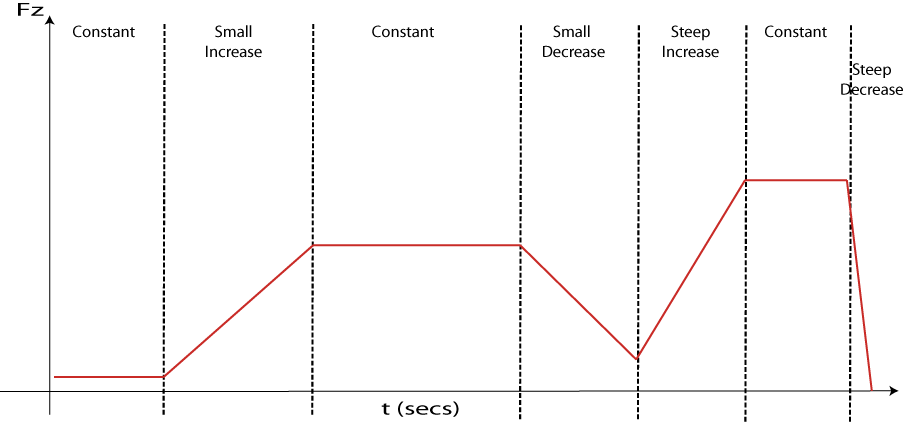 Fz
Constant
Small
Increase
Constant
Small
Decrease
Steep
Increase
Constant
Steep
Decrease
t (secs)